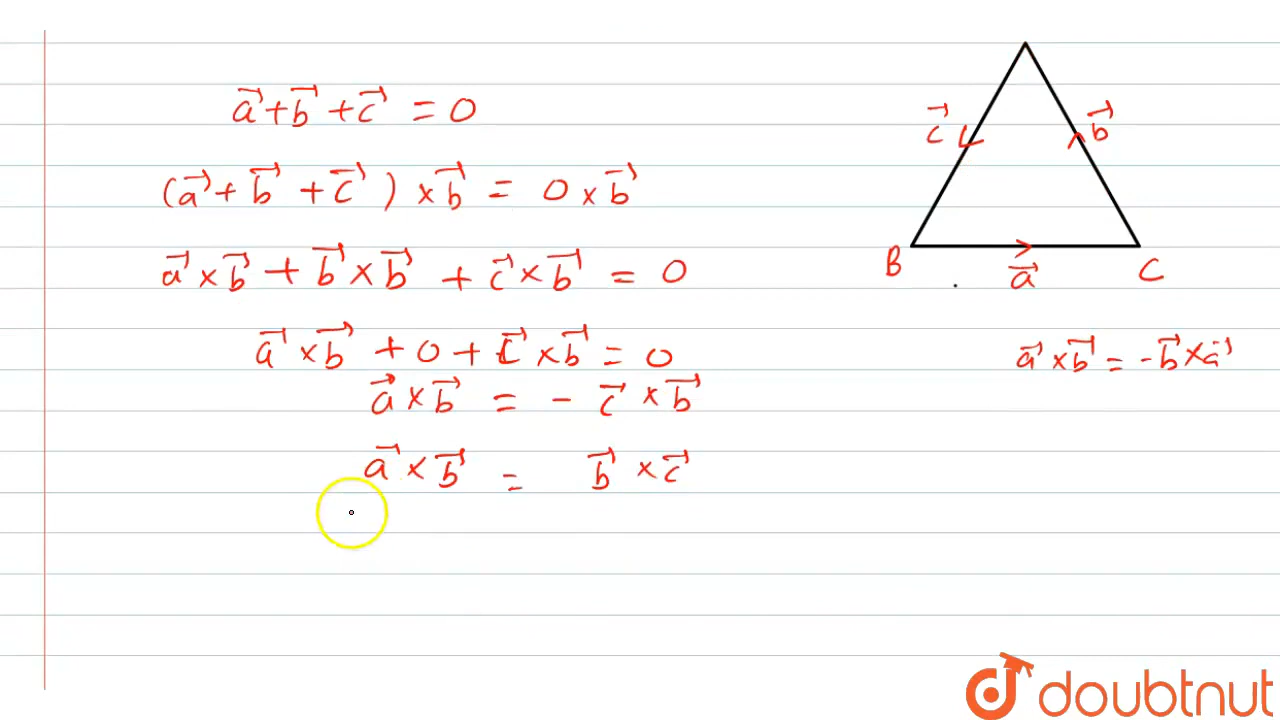 a⃗ + b⃗ + c⃗ = 0
(a⃗ + b⃗ + c⃗) × b⃗ = 0 × b⃗
a⃗ × b⃗ + b⃗ × b⃗ + c⃗ × b⃗ = 0
a⃗ × b⃗ + 0 + c⃗ × b⃗ = 0
a⃗ × b⃗ = - c⃗ × b⃗
a⃗ × b⃗ = b⃗ × c⃗
c⃗ b⃗
B a⃗ C
a⃗ × b⃗ = - b⃗ × a⃗
doubtnut